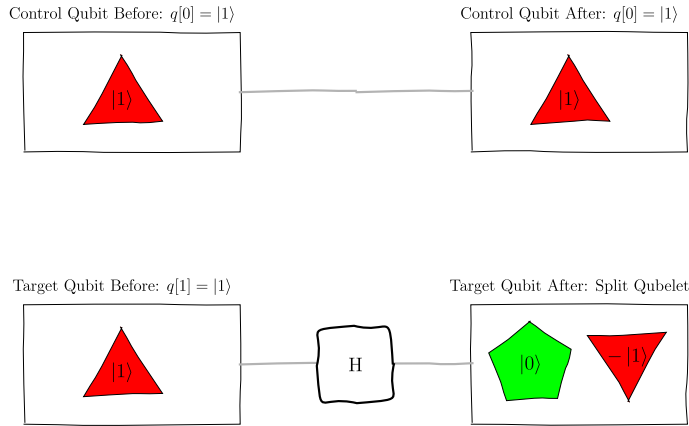 Control Qubit Before: q[0] = |1⟩
Control Qubit After: q[0] = |1⟩
|1⟩
|1⟩
Target Qubit Before: q[1] = |1⟩
Target Qubit After: Split Qubelet
|1⟩
H
|0⟩
−|1⟩